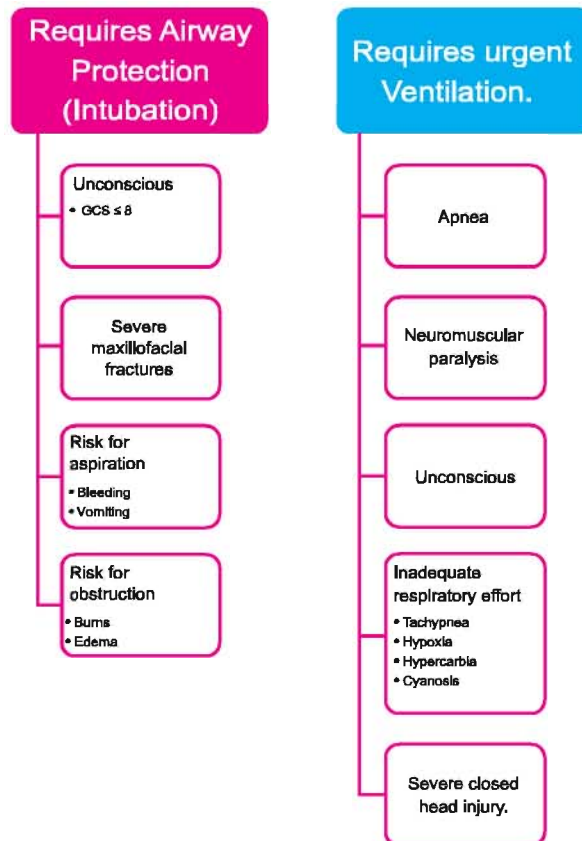 Requires Airway
Protection
(Intubation)
Unconscious
• GCS ≤ 8
Severe
maxillofacial
fractures
Risk for
aspiration
• Bleeding
• Vomiting
Risk for
obstruction
• Burns
• Edema
Requires urgent
Ventilation.
Apnea
Neuromuscular
paralysis
Unconscious
Inadequate
respiratory effort
• Tachypnea
• Hypoxia
• Hypercarbia
• Cyanosis
Severe closed
head injury.